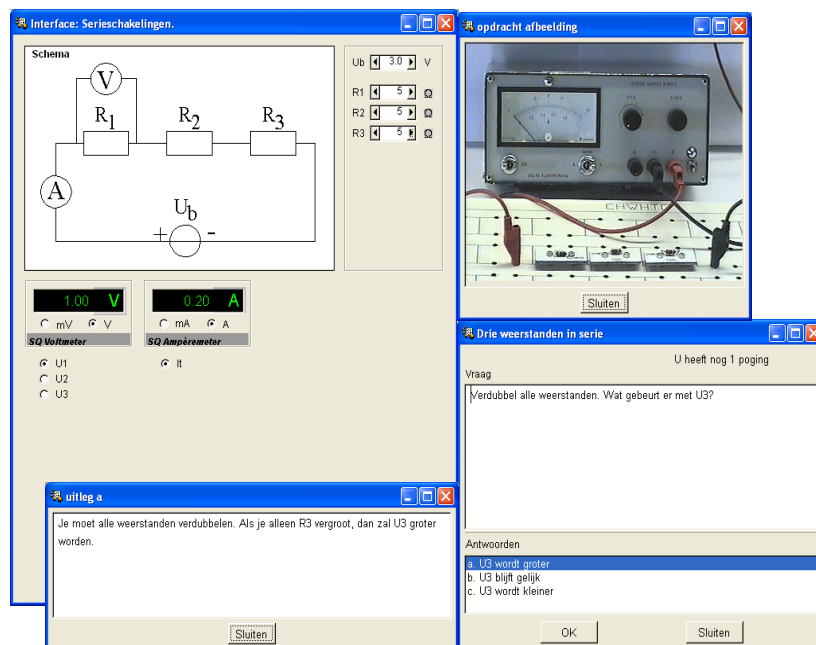 Interface: Serieschakelingen.
Schema
V
R1
R2
R3
A
Ub
+
-
Ub 3.0 V
R1 5 Ω
R2 5 Ω
R3 5 Ω
1.00 V
mV V
SQ Voltmeter
0.20 A
mA A
SQ Ampèremeter
U1
U2
U3
It
opdracht afbeelding
DELTA ELEKTRONIKA
Sluiten
Drie weerstanden in serie
U heeft nog 1 poging
Vraag
Verdubbel alle weerstanden. Wat gebeurt er met U3?
Antwoorden
a. U3 wordt groter
b. U3 blijft gelijk
c. U3 wordt kleiner
OK
Sluiten
uitleg a
Je moet alle weerstanden verdubbelen. Als je alleen R3 vergroot, dan zal U3 groter
worden.
Sluiten